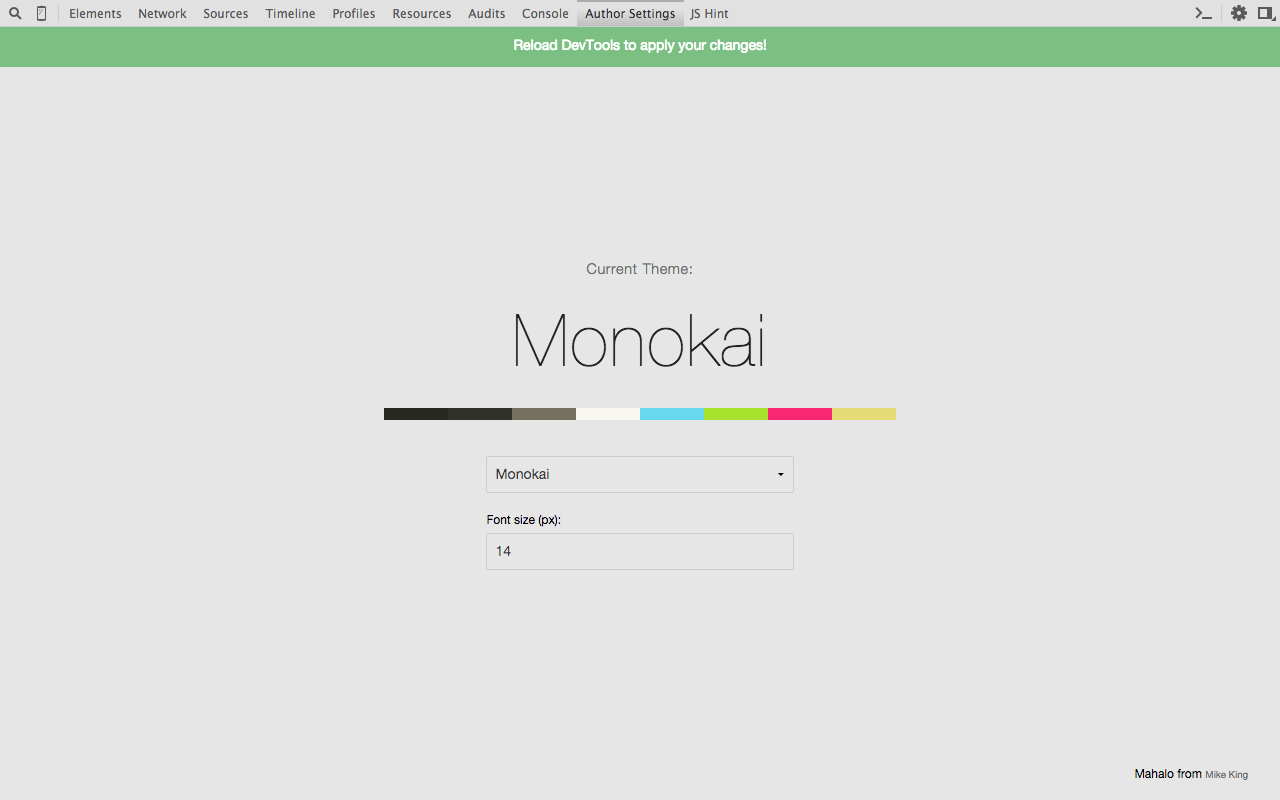 Elements Network Sources Timeline Profiles Resources Audits Console Author Settings JS Hint
Reload DevTools to apply your changes!
Current Theme:
Monokai
Monokai
Font size (px):
14
Mahalo from Mike King